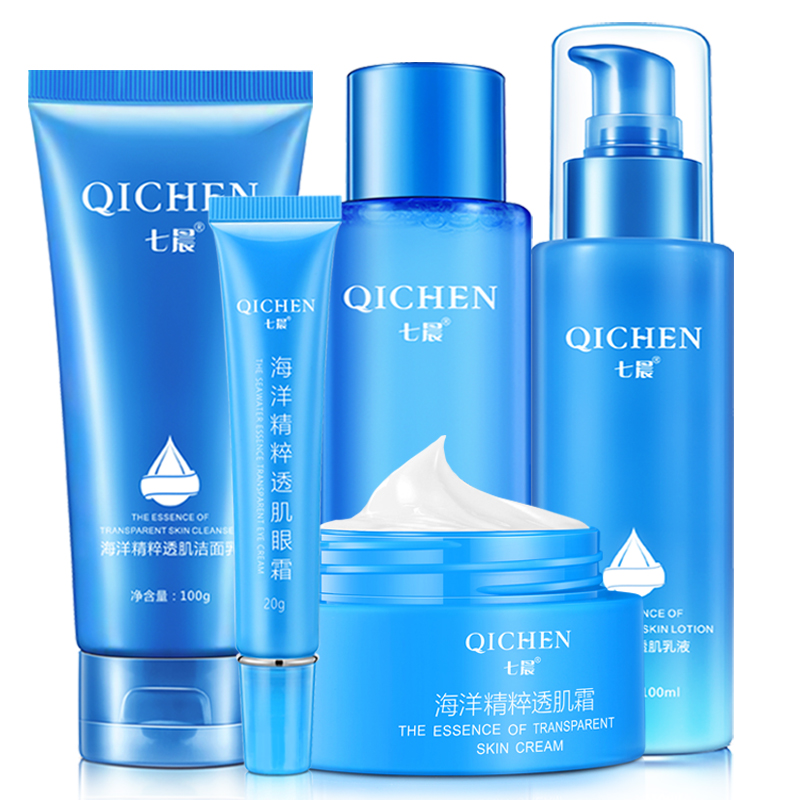 QICHEN
七晨®
THE ESSENCE OF
TRANSPARENT SKIN
海洋精粹透肌洁面
净含量：100g
QICHEN
七晨®
海洋精粹透肌眼霜
THE SEAWATER ESSENCE TRANSPARENT EYE CREAM
20g
QICHEN
七晨®
QICHEN
七晨®
OF
SKIN LOTION
肌乳液
100ml
QICHEN
七晨®
海洋精粹透肌霜
THE ESSENCE OF TRANSPARENT
SKIN CREAM